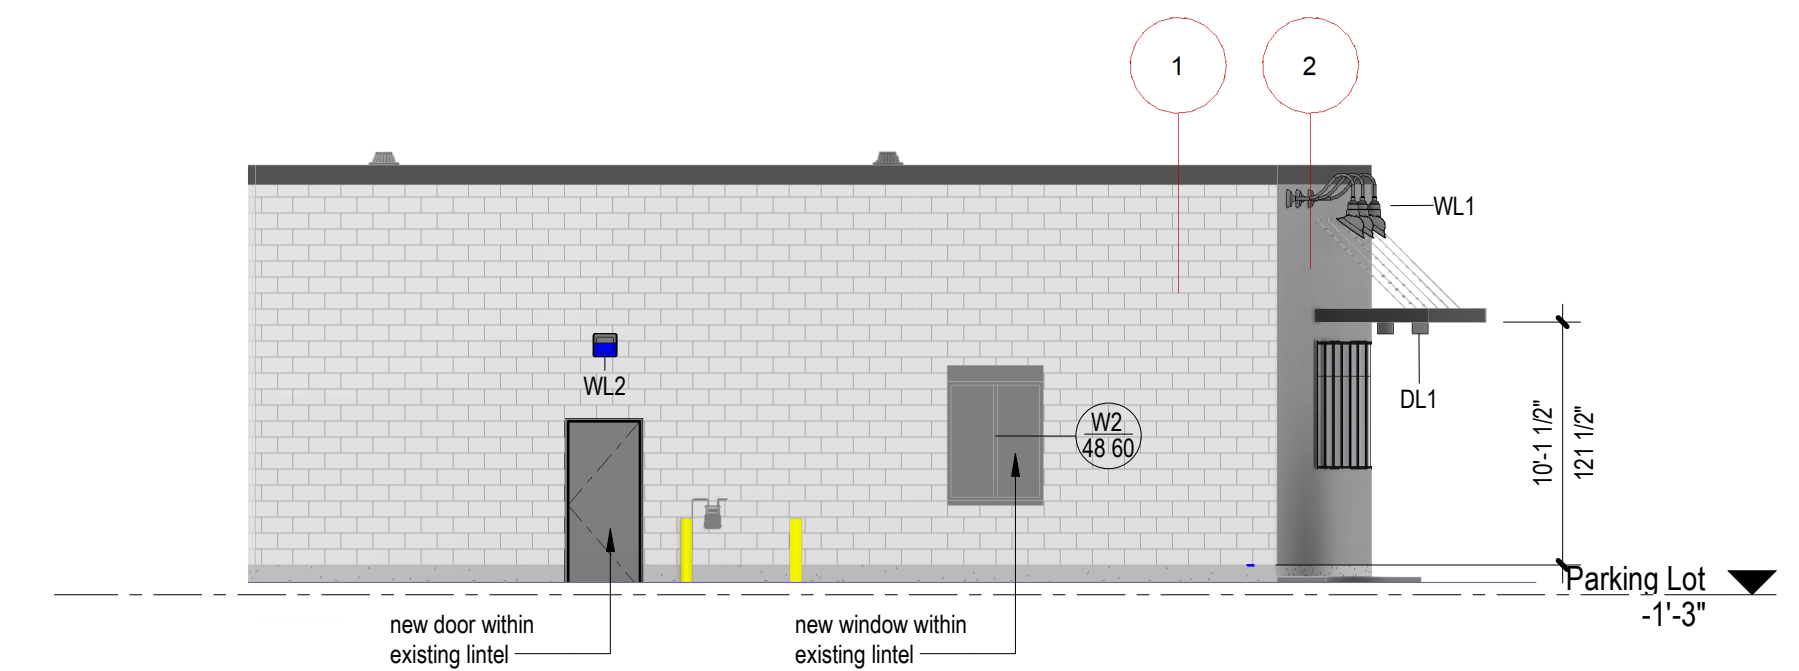 1
2
WL1
WL2
DL1
W2
48 60
10'-1 1/2"
121 1/2"
Parking Lot
-1'-3"
new door within
existing lintel
new window within
existing lintel